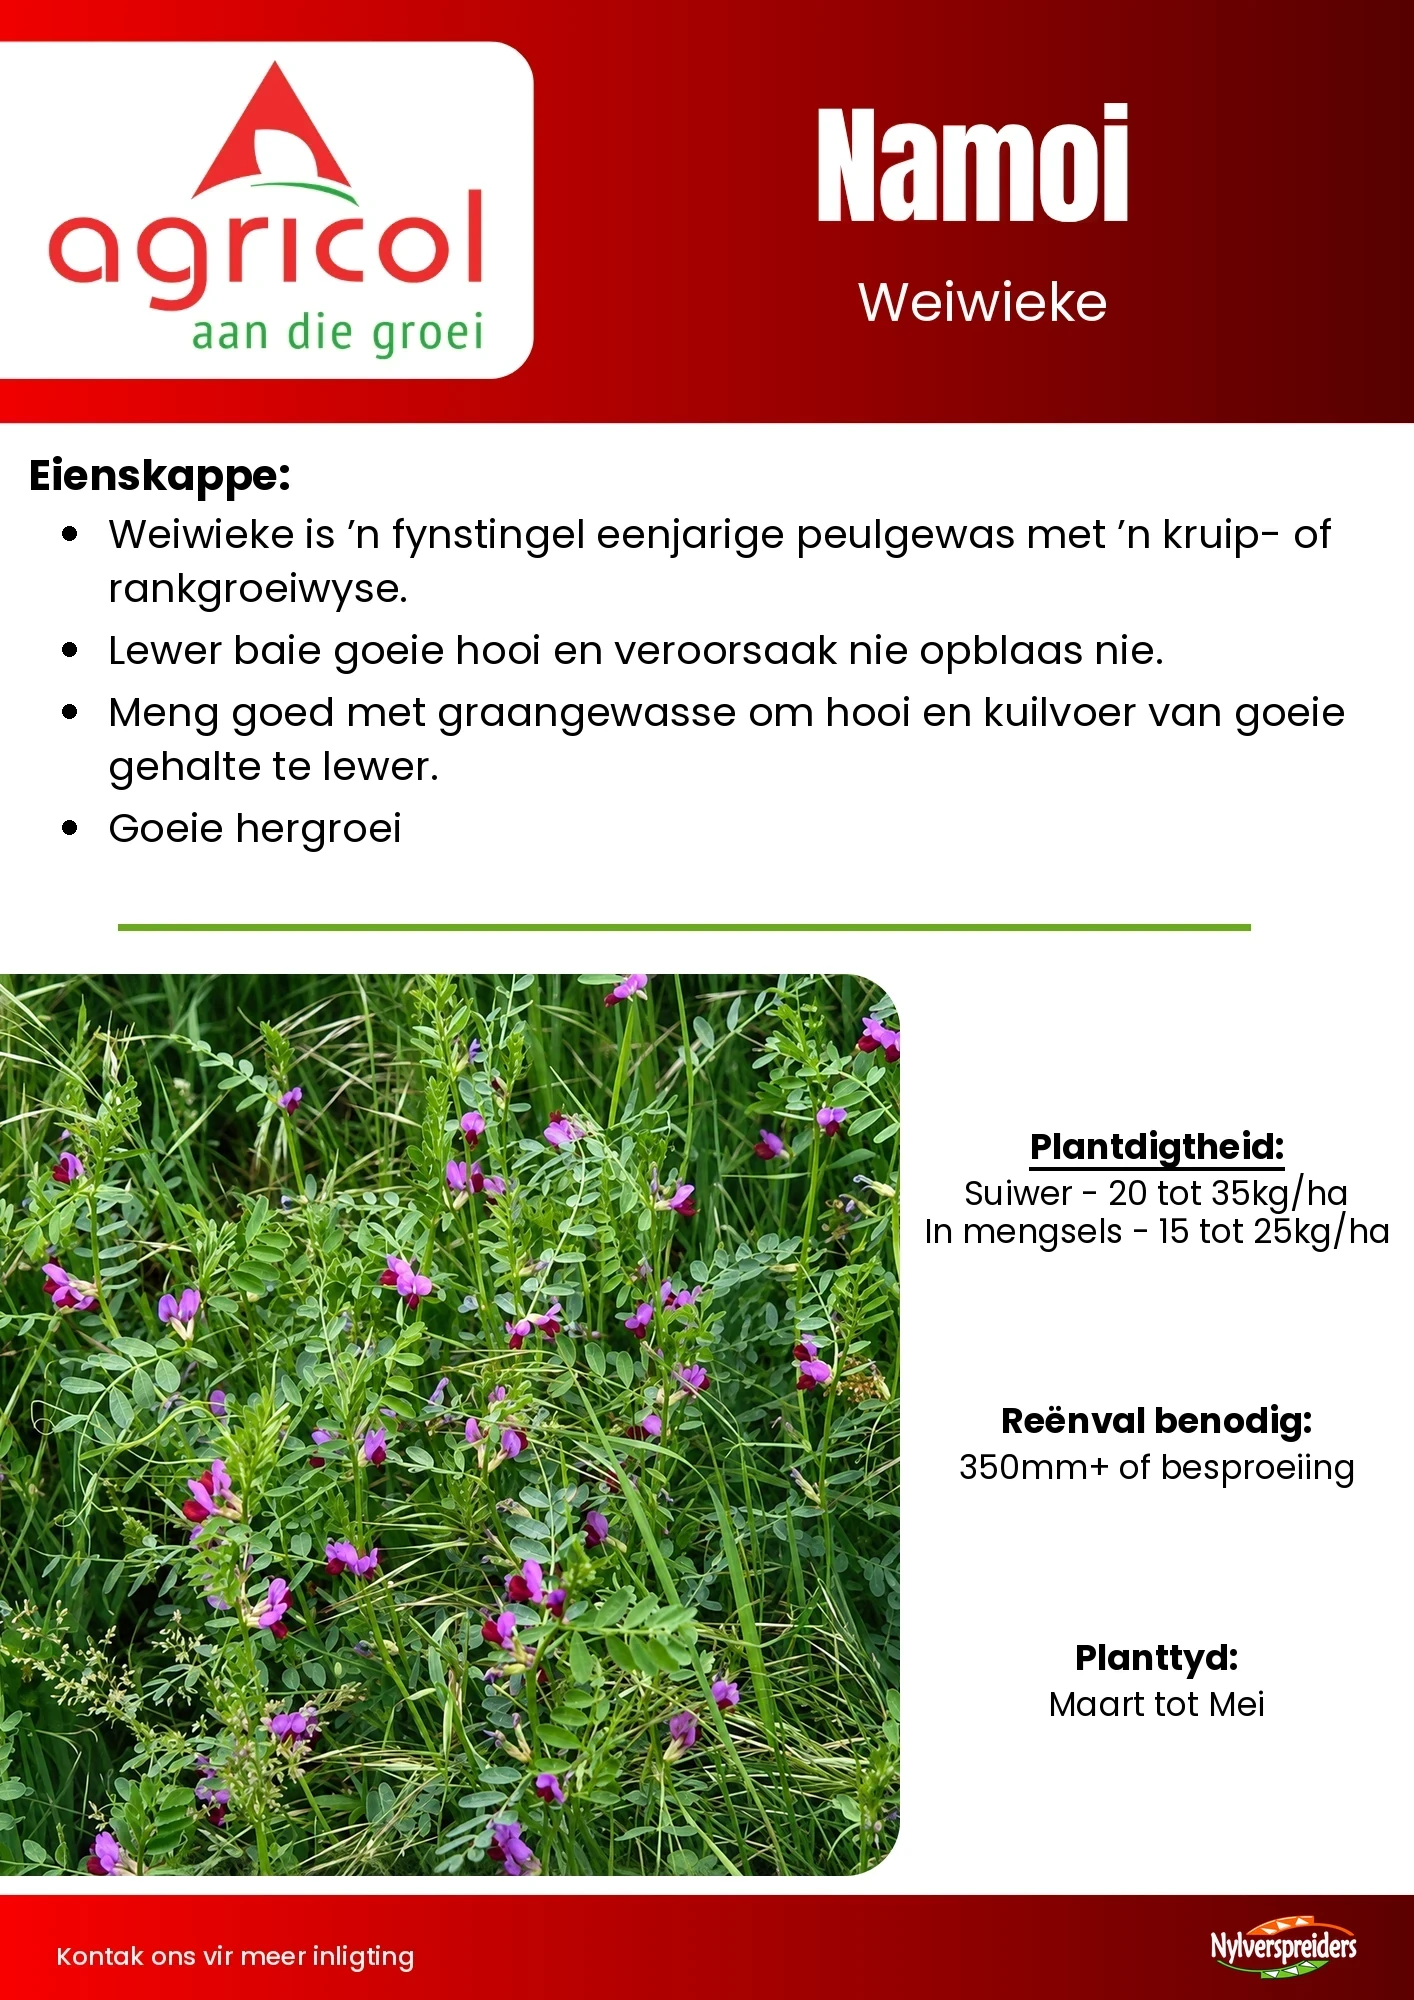 agricol
aan die groei
Namoi
Weiwieke
Eienskappe:
• Weiwieke is ’n fynstingel eenjarige peulgewas met ’n kruip- of
rankgroeiwyse.
• Lewer baie goeie hooi en veroorsaak nie opblaas nie.
• Meng goed met graangewasse om hooi en kuilvoer van goeie
gehalte te lewer.
• Goeie hergroei
Plantdigtheid:
Suiwer - 20 tot 35kg/ha
In mengsels - 15 tot 25kg/ha
Reënval benodig:
350mm+ of besproeiing
Planttyd:
Maart tot Mei
Kontak ons vir meer inligting
Nylverspreiders